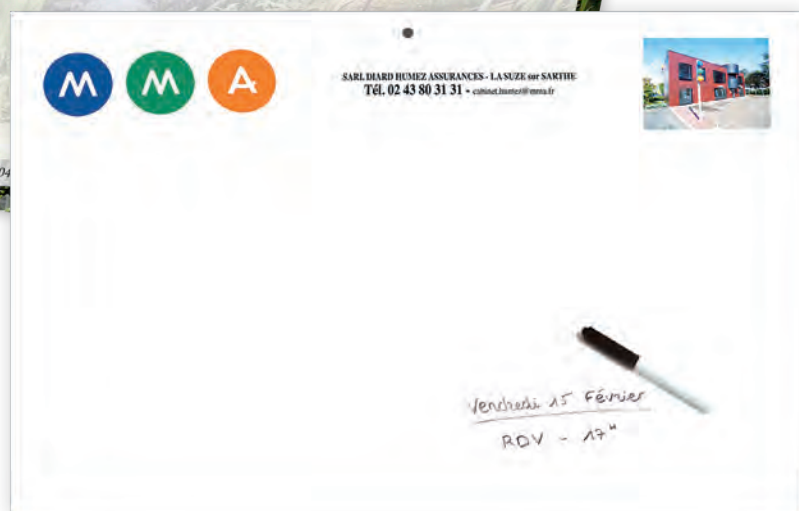 M M A
SARL DIARD HUMEZ ASSURANCES - LA SUZE sur SARTHE
Tél. 02 43 80 31 31 - cabinet.humez@mma.fr
04
Vendredi 15 Février
RDV - 17H